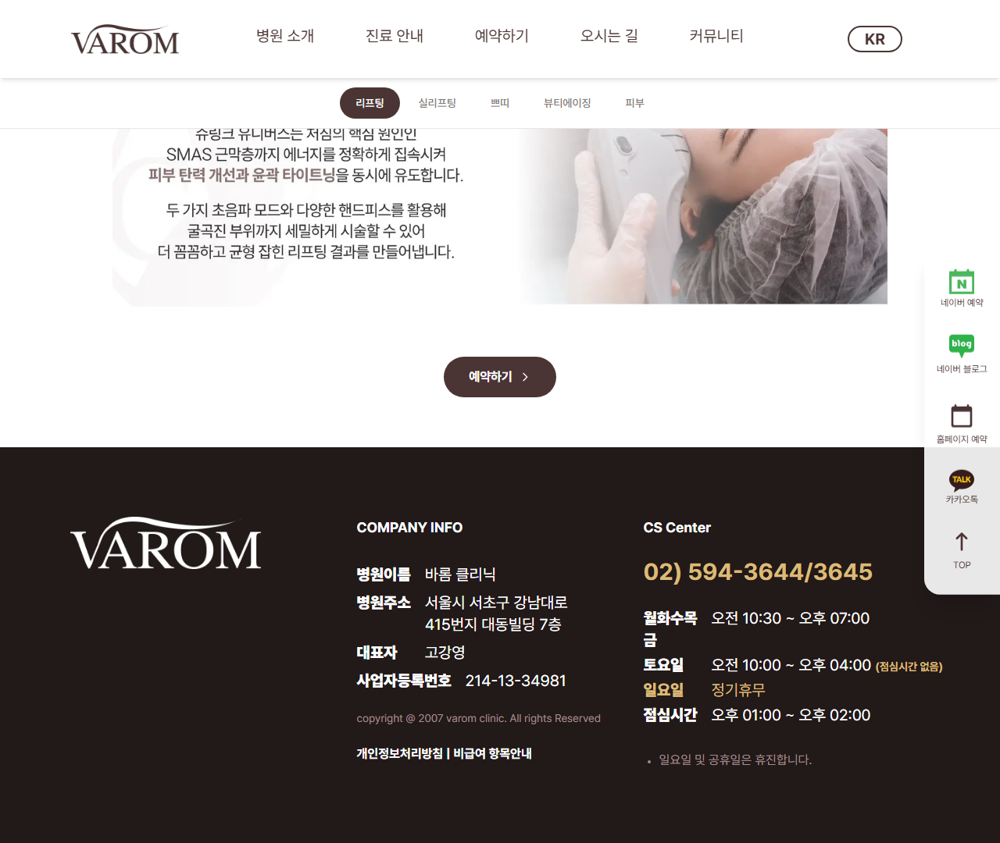 VAROM
병원 소개
진료 안내
예약하기
오시는 길
커뮤니티
KR
리프팅
실리프팅
쁘띠
뷰티에이징
피부
슈링크 유니버스는 처짐의 핵심 원인인
SMAS 근막층까지 에너지를 정확하게 집속시켜
피부 탄력 개선과 윤곽 타이트닝을 동시에 유도합니다.
두 가지 초음파 모드와 다양한 핸드피스를 활용해
굴곡진 부위까지 세밀하게 시술할 수 있어
더 꼼꼼하고 균형 잡힌 리프팅 결과를 만들어냅니다.
예약하기
N
네이버 예약
blog
네이버 블로그
홈페이지 예약
TALK
카카오톡
TOP
VAROM
COMPANY INFO
병원이름 바롬 클리닉
병원주소 서울시 서초구 강남대로
415번지 대동빌딩 7층
대표자 고강영
사업자등록번호 214-13-34981
copyright @ 2007 varom clinic. All rights Reserved
개인정보처리방침 | 비급여 항목안내
CS Center
02) 594-3644/3645
월화수목금 오전 10:30 ~ 오후 07:00
토요일 오전 10:00 ~ 오후 04:00 (점심시간 없음)
일요일 정기휴무
점심시간 오후 01:00 ~ 오후 02:00
• 일요일 및 공휴일은 휴진합니다.